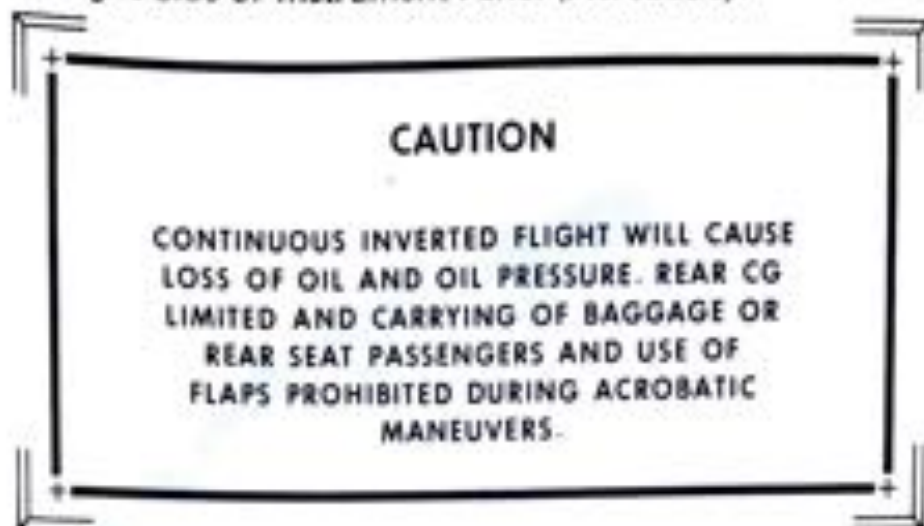 CAUTION
CONTINUOUS INVERTED FLIGHT WILL CAUSE
LOSS OF OIL AND OIL PRESSURE. REAR CG
LIMITED AND CARRYING OF BAGGAGE OR
REAR SEAT PASSENGERS AND USE OF
FLAPS PROHIBITED DURING ACROBATIC
MANEUVERS.